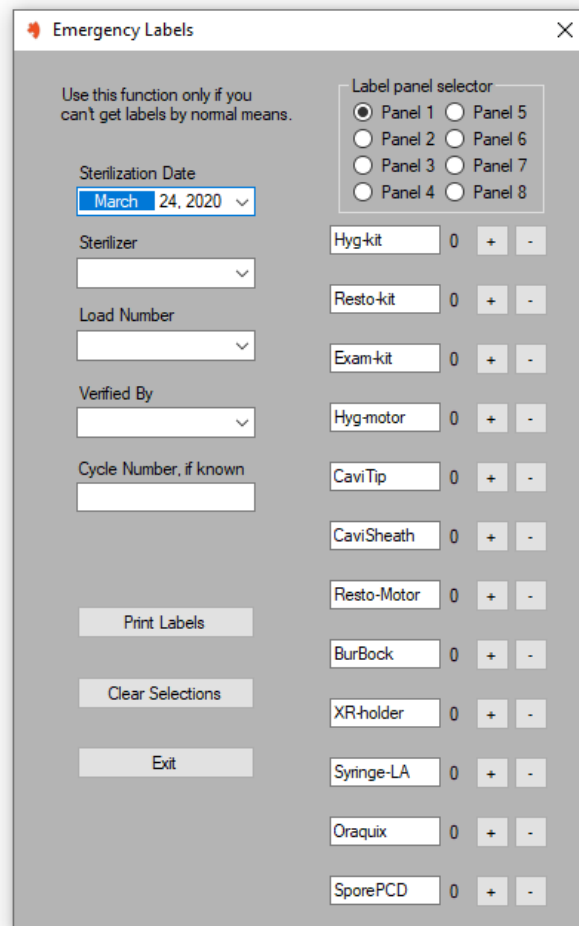 Emergency Labels
Use this function only if you
can't get labels by normal means.
Label panel selector
Panel 1 Panel 5
Panel 2 Panel 6
Panel 3 Panel 7
Panel 4 Panel 8
Sterilization Date
March 24, 2020
Sterilizer
Load Number
Verified By
Cycle Number, if known
Print Labels
Clear Selections
Exit
Hyg-kit 0 + -
Resto-kit 0 + -
Exam-kit 0 + -
Hyg-motor 0 + -
CaviTip 0 + -
CaviSheath 0 + -
Resto-Motor 0 + -
BurBock 0 + -
XR-holder 0 + -
Syringe-LA 0 + -
Oraquix 0 + -
SporePCD 0 + -